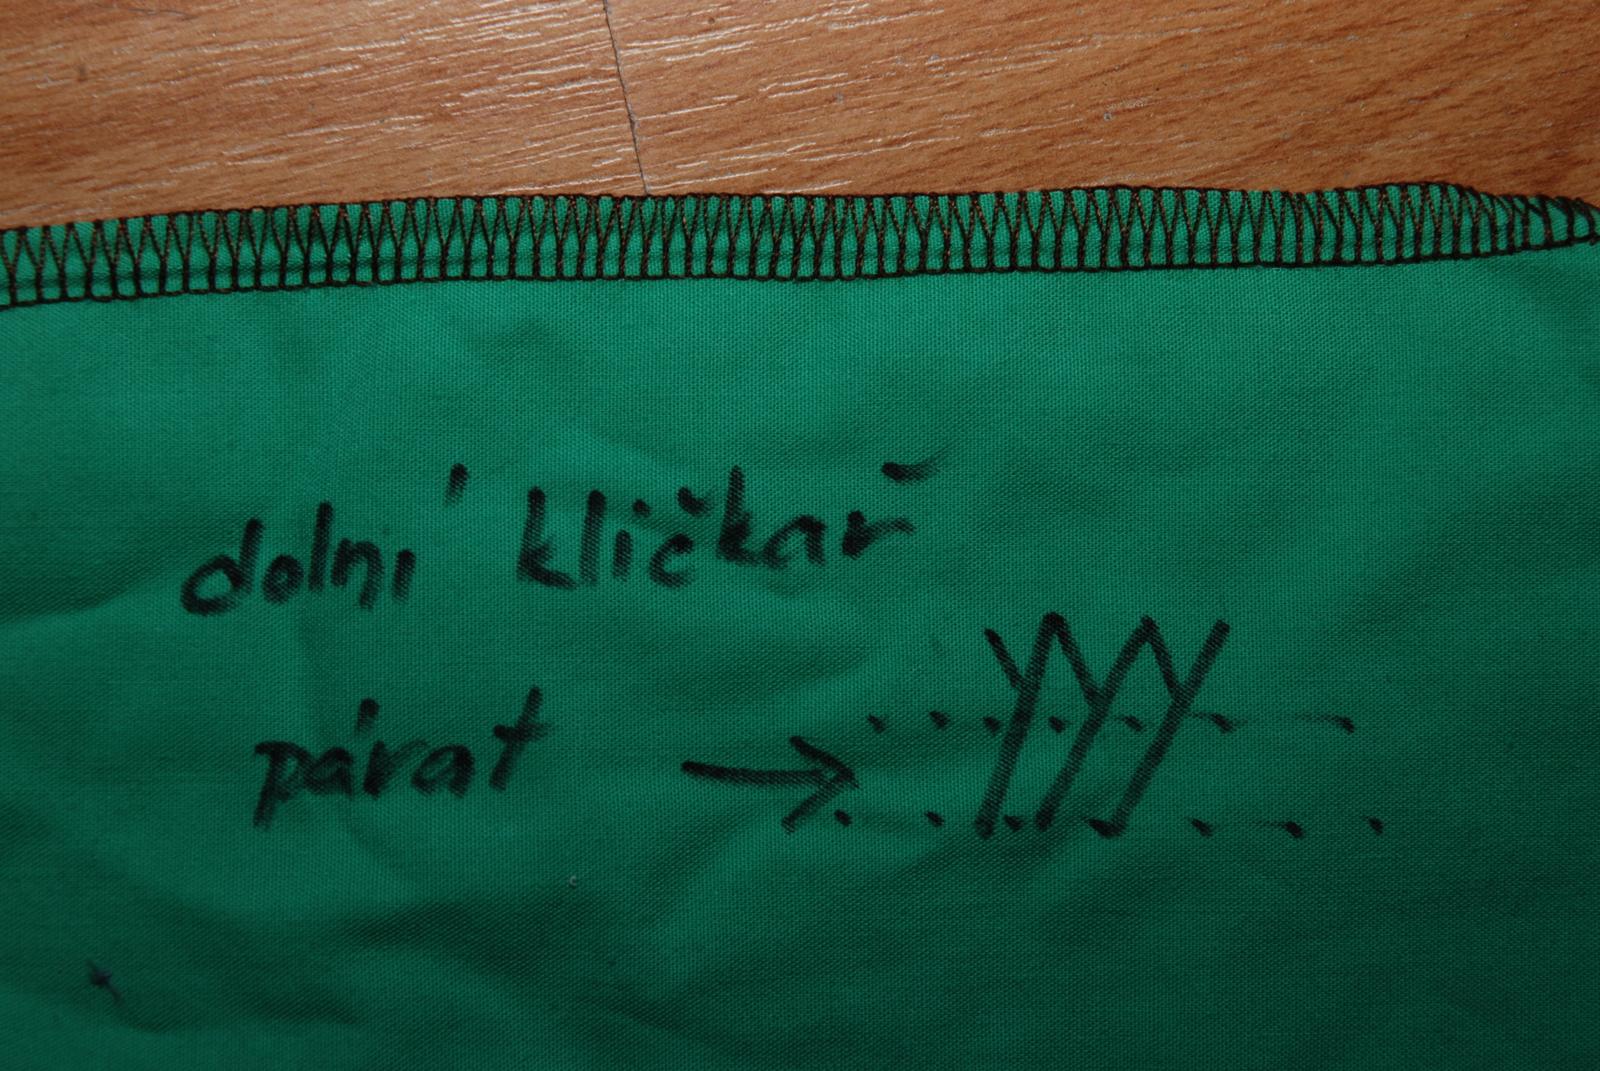 dolní kličkař
párat